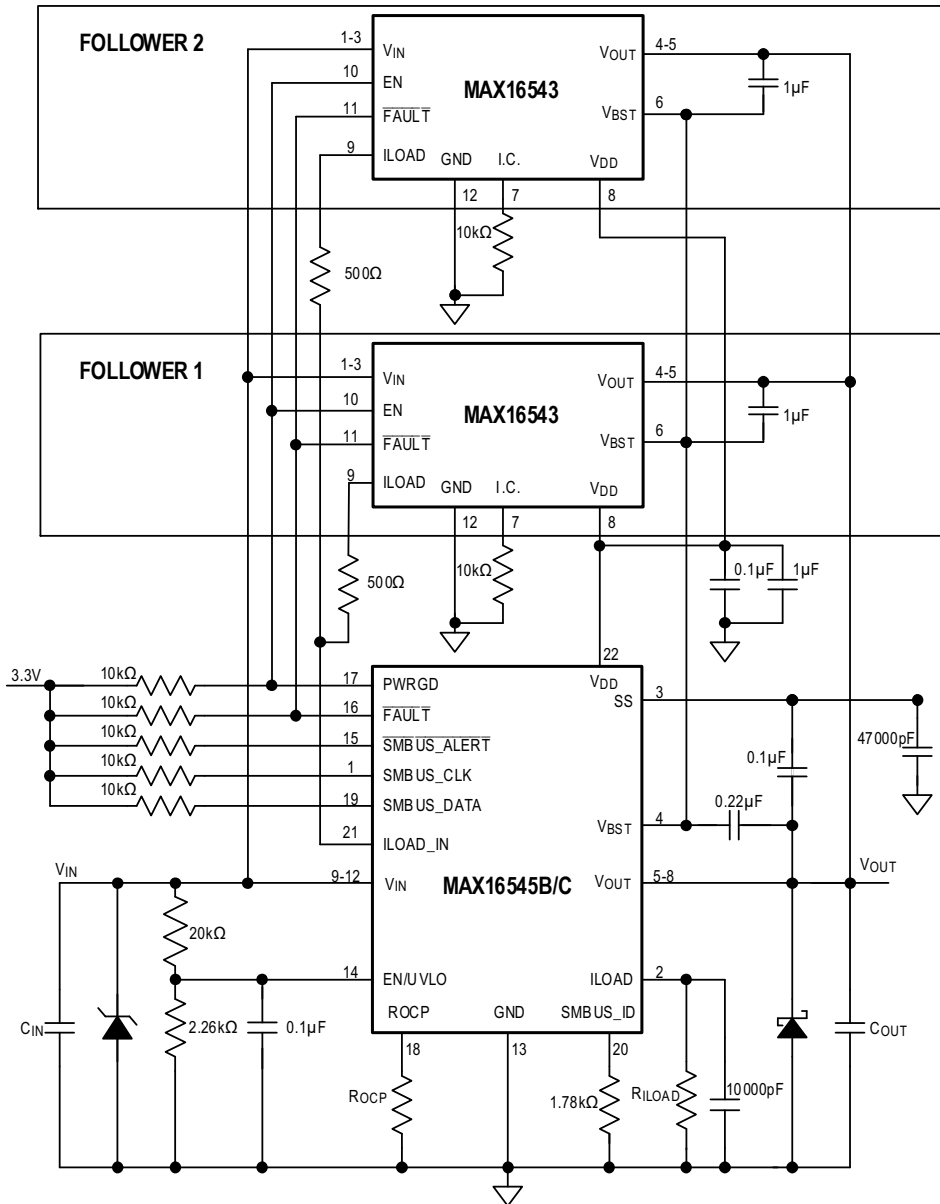 FOLLOWER 2
1-3
VIN
10
EN
11
FAULT
9
ILOAD
MAX16543
VOUT
4-5
VBST
6
1µF
GND
I.C.
VDD
12
7
8
10kΩ
500Ω
FOLLOWER 1
1-3
VIN
10
EN
11
FAULT
9
ILOAD
MAX16543
VOUT
4-5
VBST
6
1µF
GND
I.C.
VDD
12
7
8
10kΩ
500Ω
0.1µF
1µF
3.3V
10kΩ
17
PWRGD
10kΩ
16
FAULT
10kΩ
15
SMBUS_ALERT
10kΩ
1
SMBUS_CLK
10kΩ
19
SMBUS_DATA
21
ILOAD_IN
22
VDD
SS
3
47000pF
0.1µF
0.22µF
VBST
4
VIN
9-12
VIN
MAX16545B/C
VOUT
5-8
VOUT
20kΩ
14
EN/UVLO
ILOAD
2
CIN
2.26kΩ
0.1µF
ROCP
GND
SMBUS_ID
18
13
20
ROCP
1.78kΩ
RILOAD
10000pF
COUT